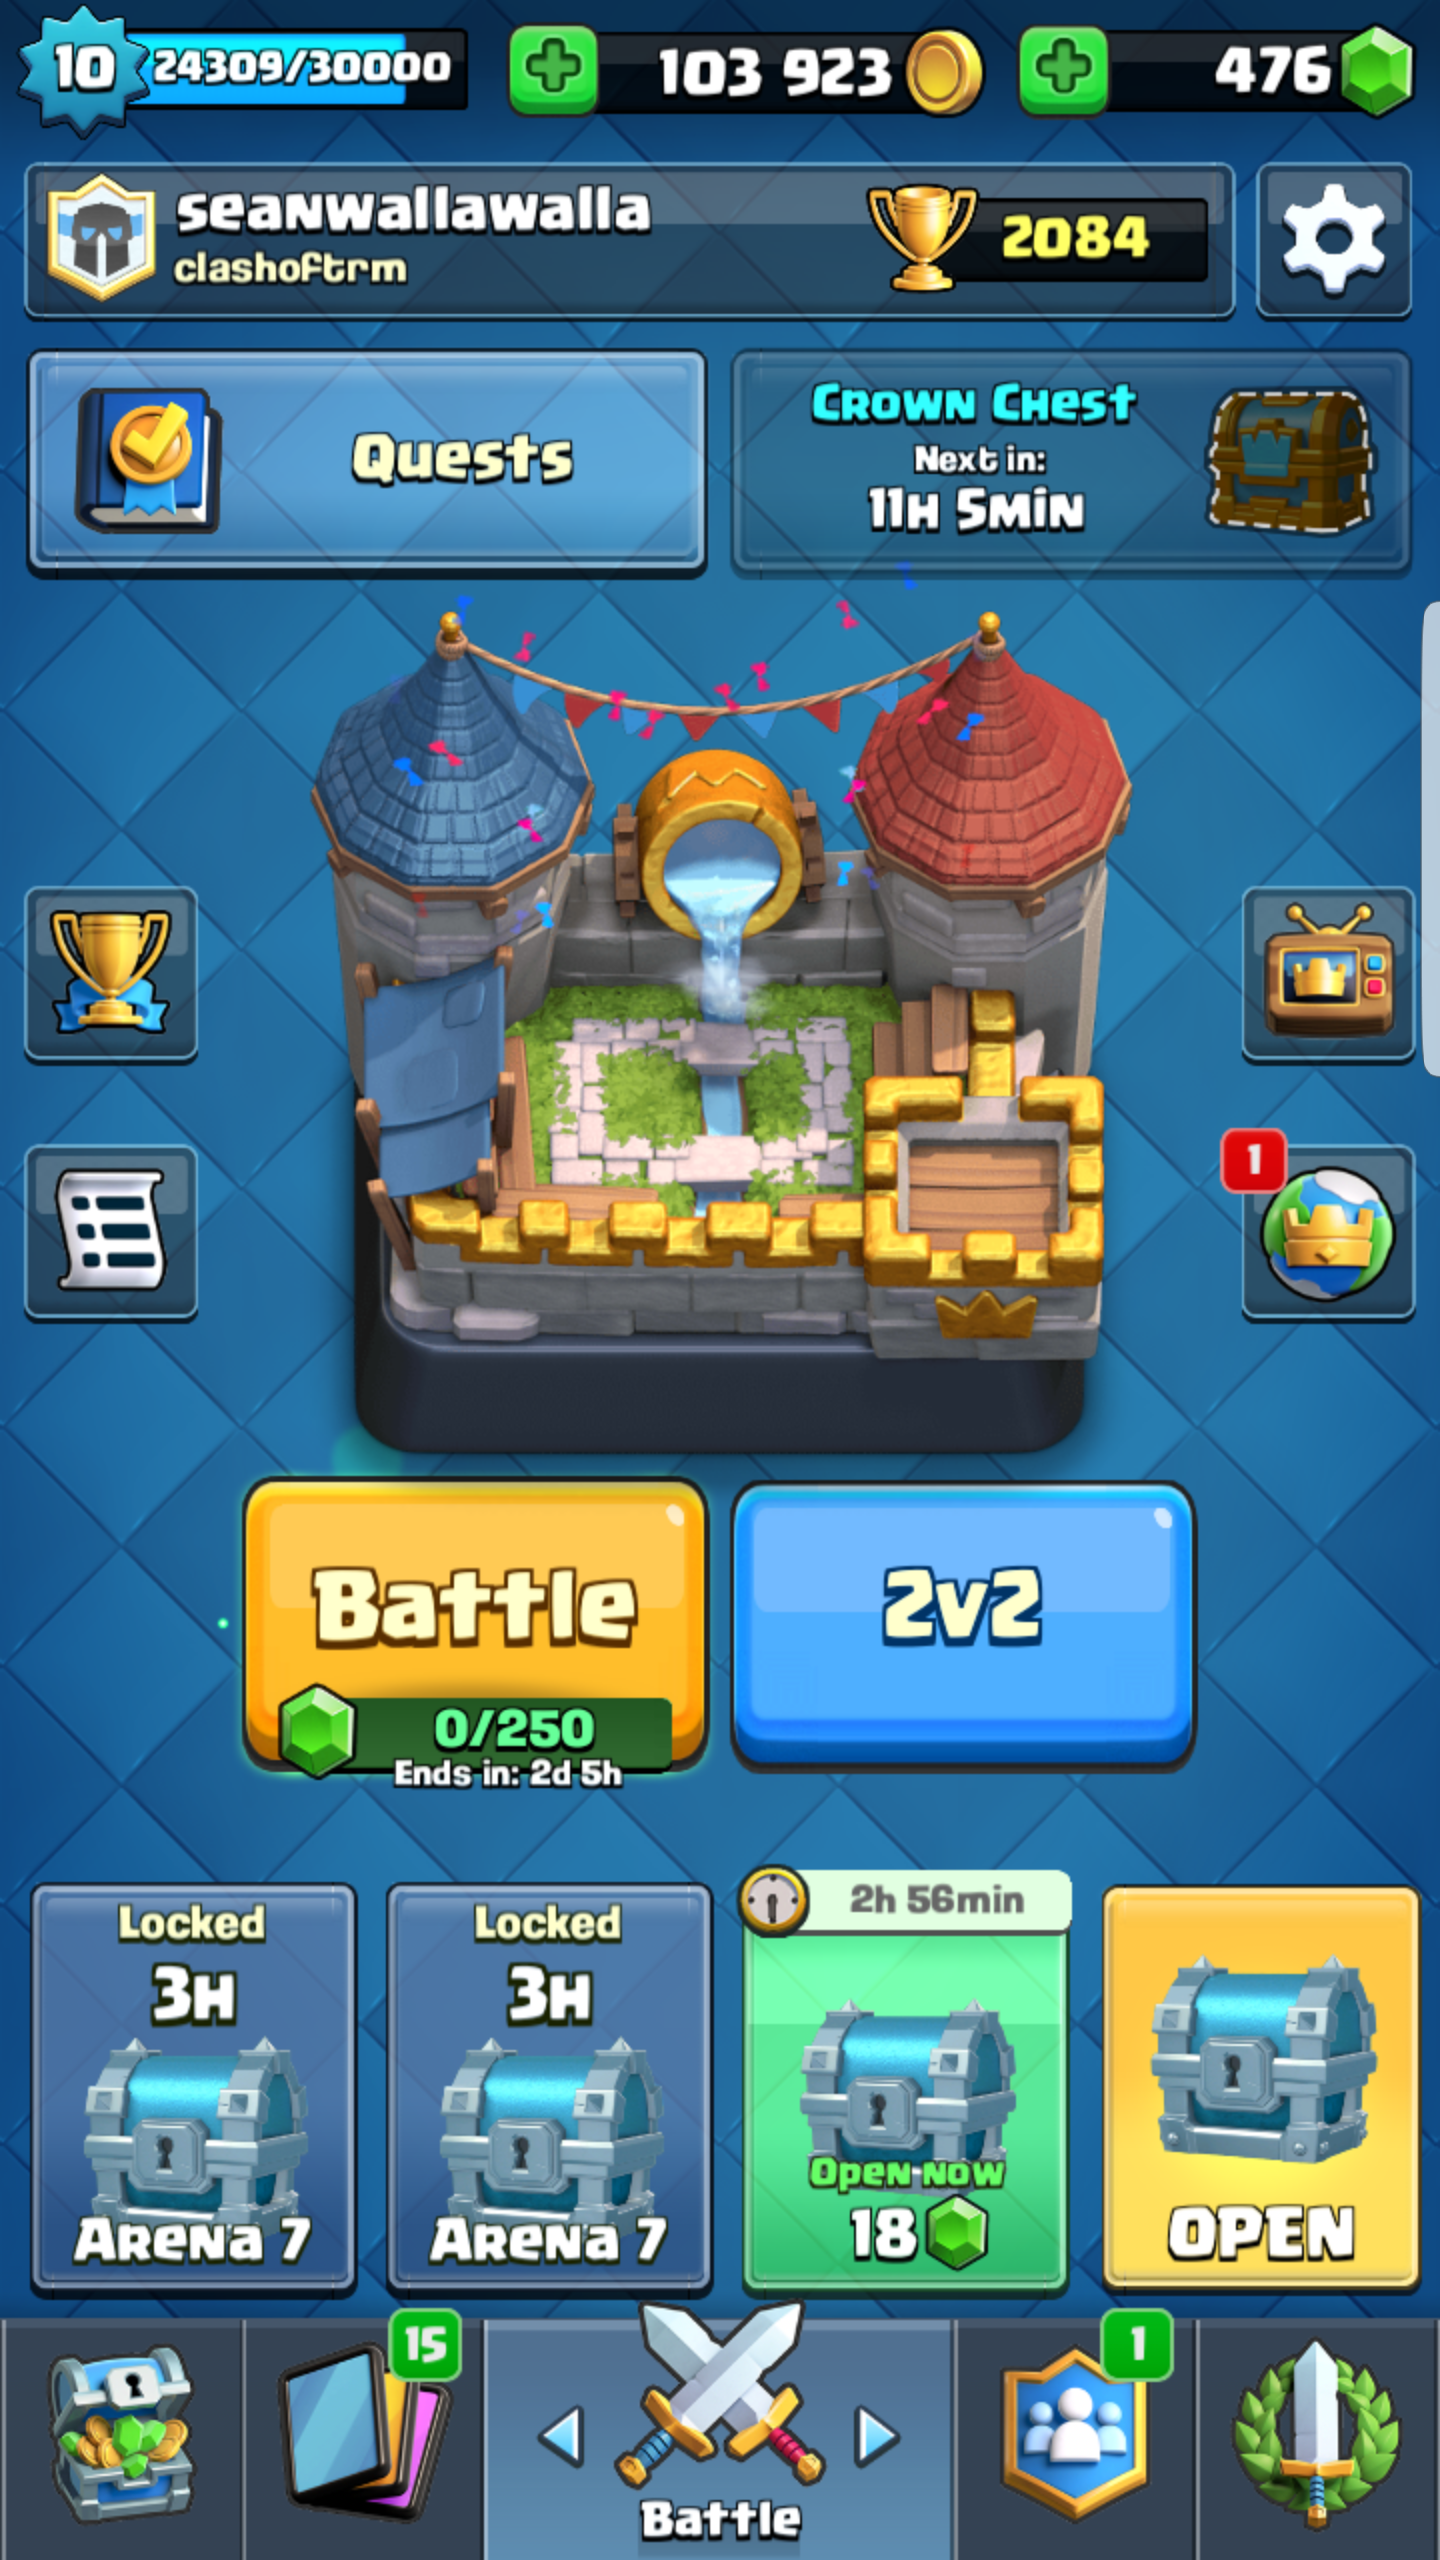 10
24309/30000
103 923
476
seanwallawalla
clashoftrm
2084
Quests
Crown Chest
Next in:
11h 5min
1
Battle
0/250
Ends in: 2d 5h
2v2
Locked
3h
Arena 7
Locked
3h
Arena 7
2h 56min
Open now
18
OPEN
15
Battle
1